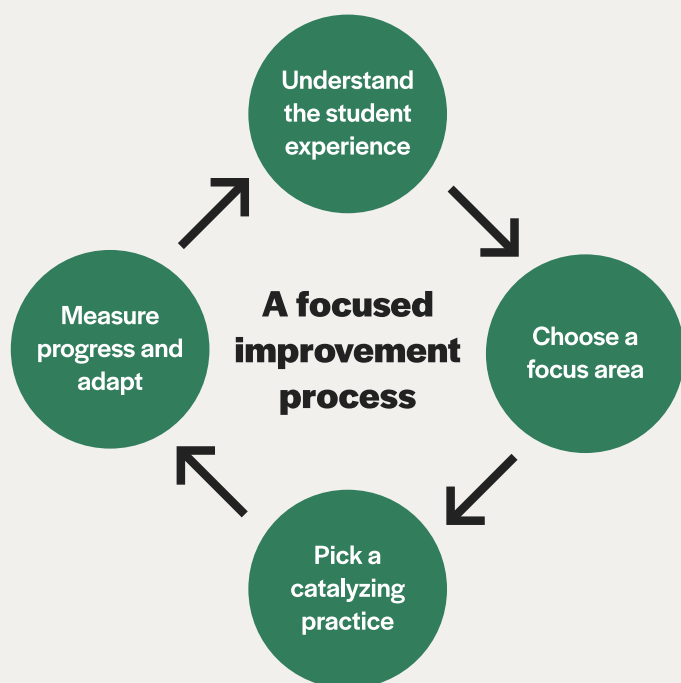 Understand
the student
experience
Choose a
focus area
Pick a
catalyzing
practice
Measure
progress and
adapt
A focused
improvement
process